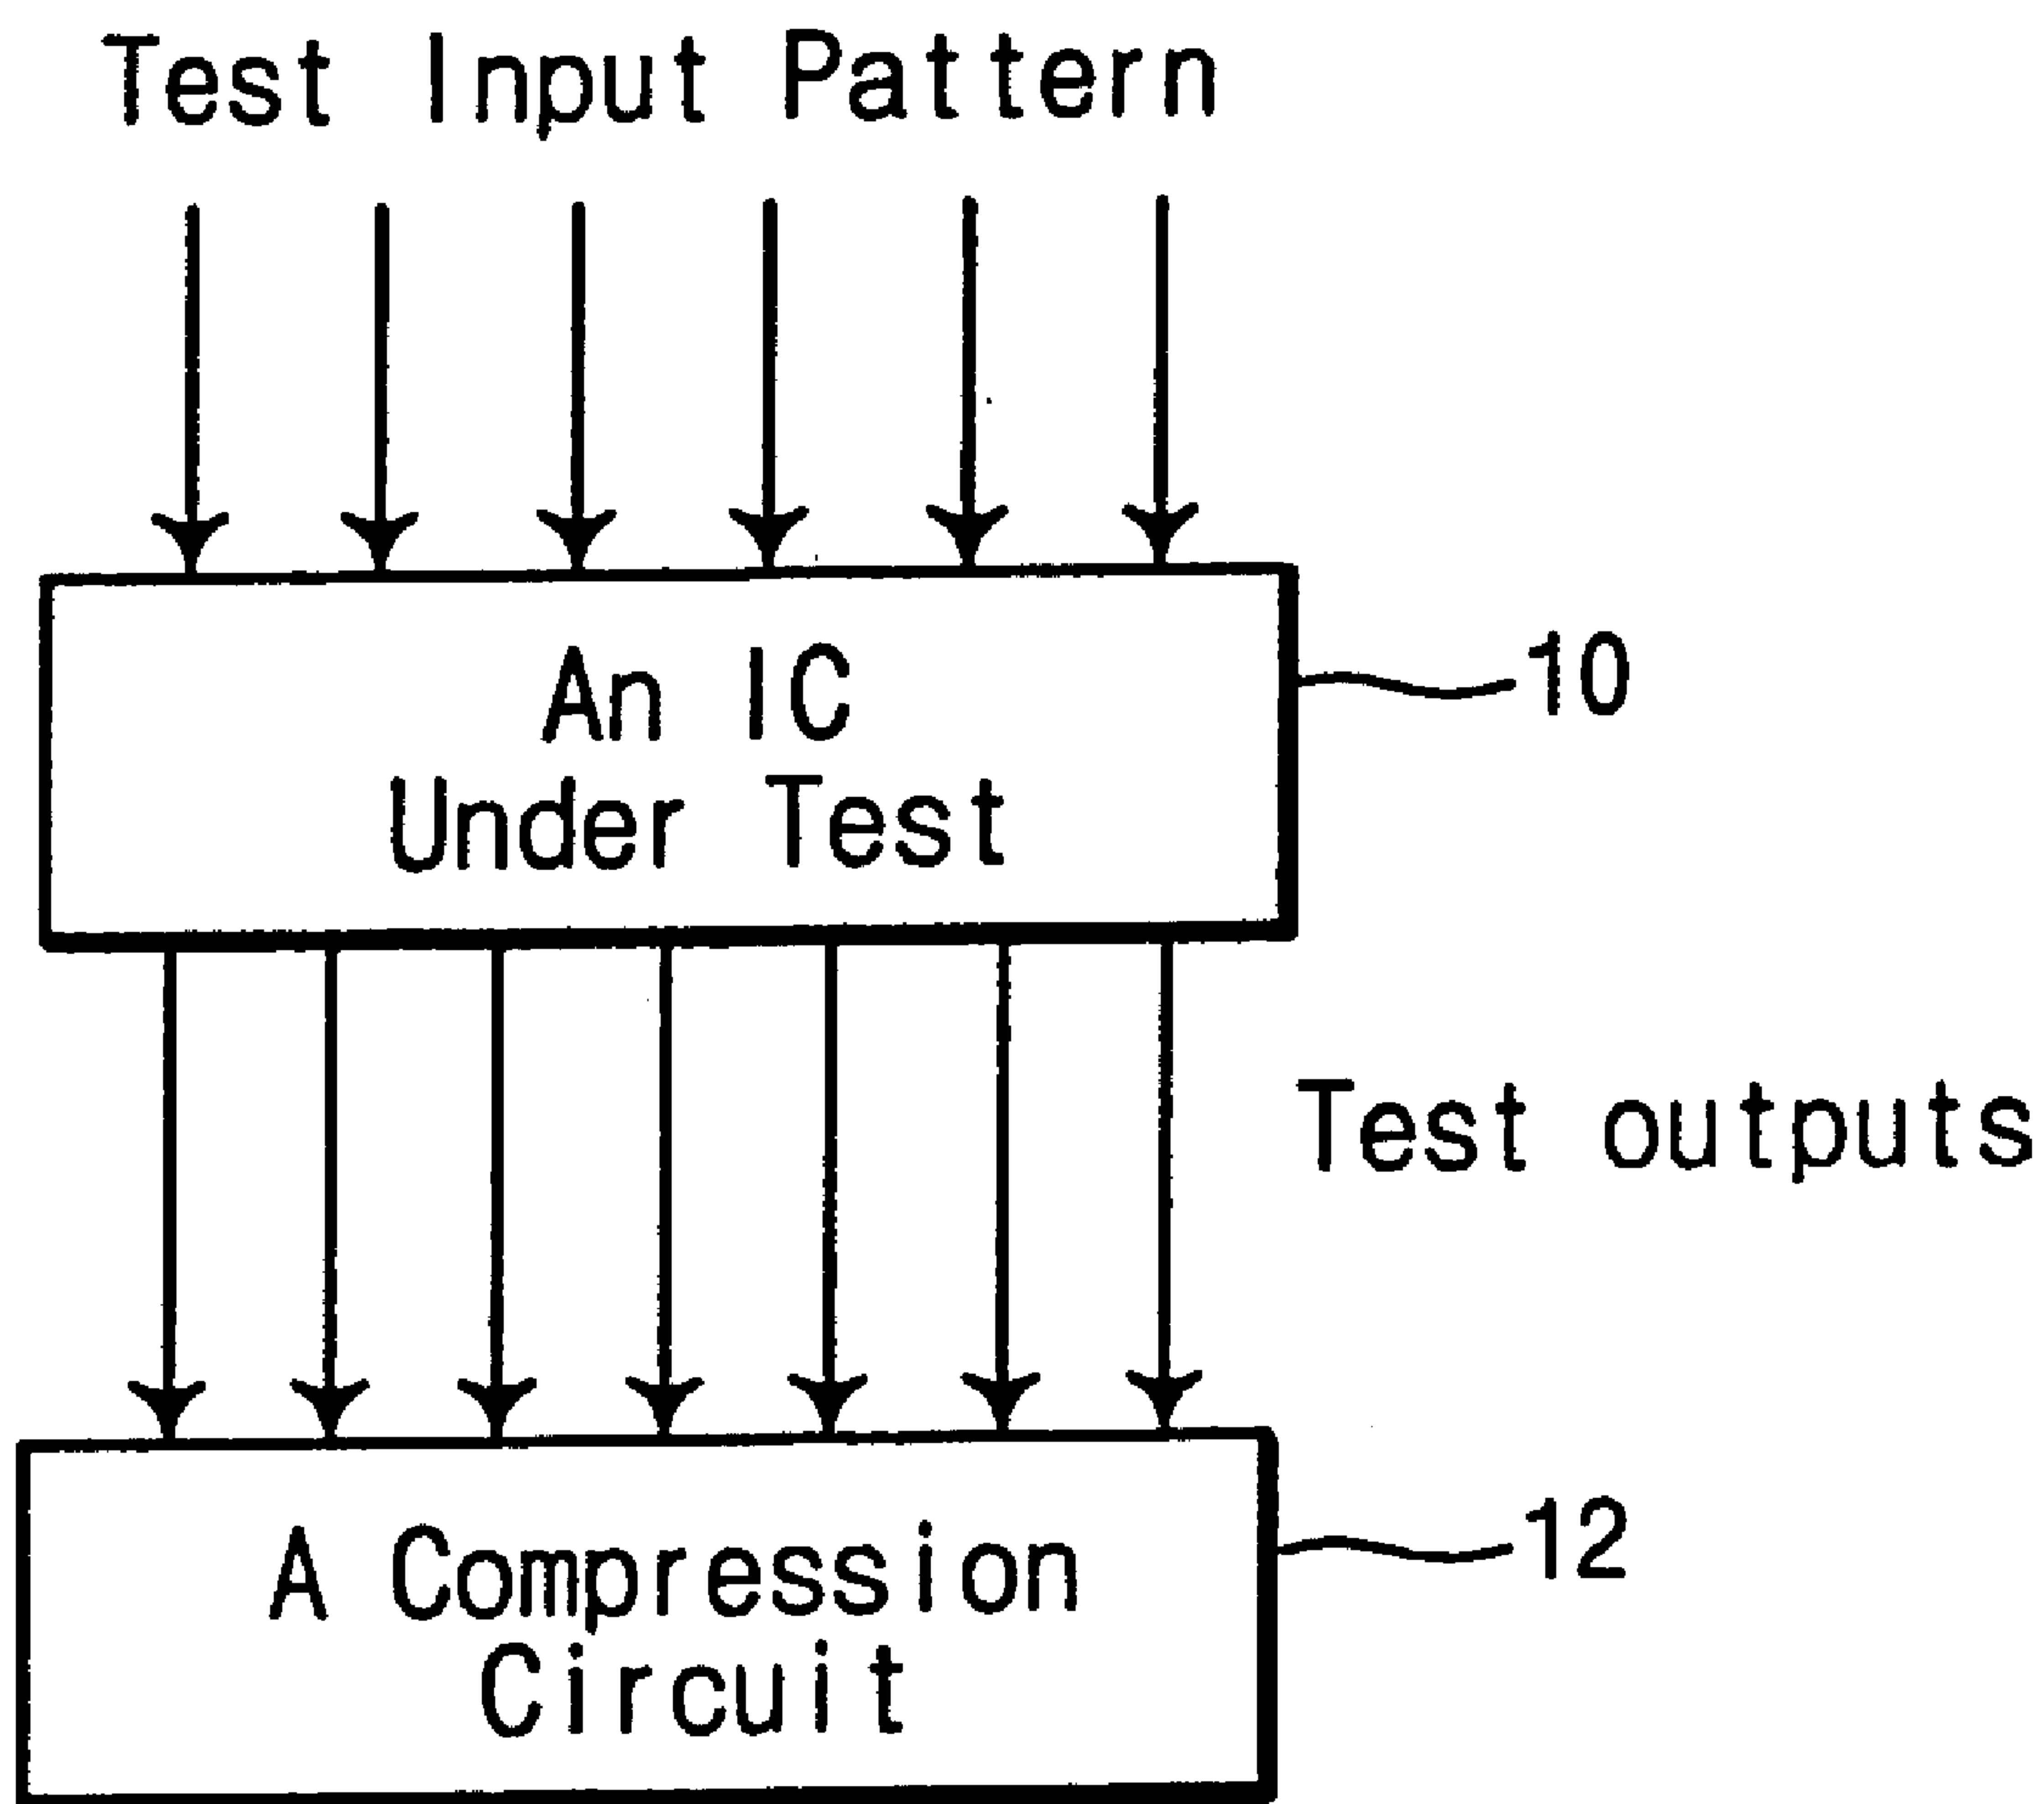 Test Input Pattern
An IC
Under Test
10
Test outputs
A Compression
Circuit
12